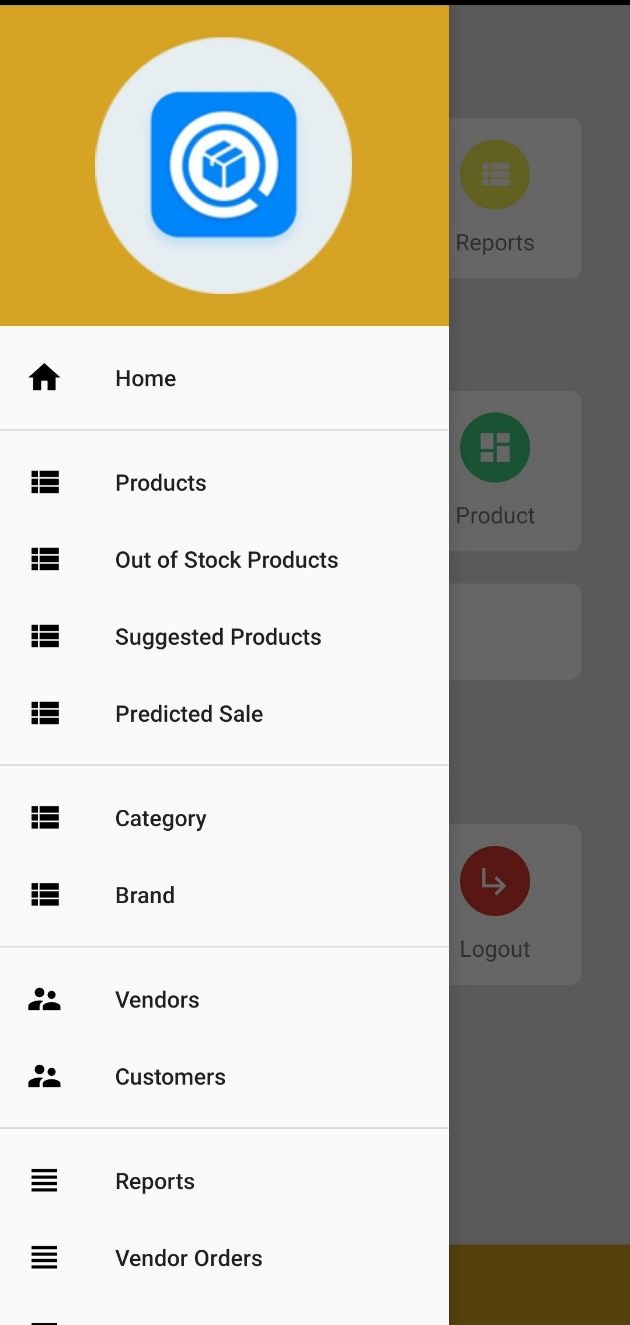 Home
Products
Out of Stock Products
Suggested Products
Predicted Sale
Category
Brand
Vendors
Customers
Reports
Vendor Orders
Reports
Product
Logout